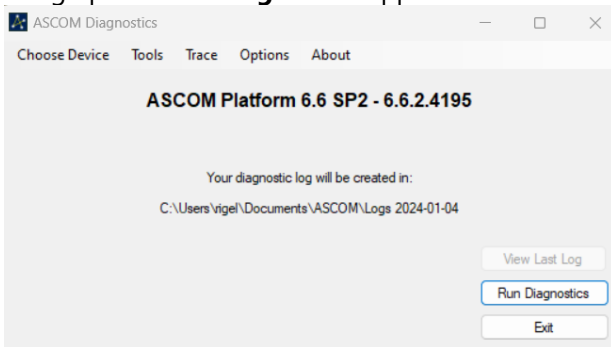 ASCOM Diagnostics
Choose Device Tools Trace Options About
ASCOM Platform 6.6 SP2 - 6.6.2.4195
Your diagnostic log will be created in:
C:\Users\rigel\Documents\ASCOM\Logs 2024-01-04
View Last Log
Run Diagnostics
Exit